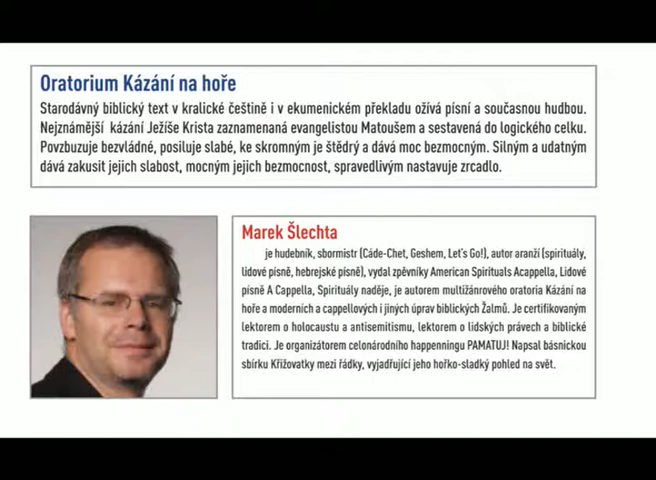 Oratorium Kázání na hoře
Starodávný biblický text v kralické češtině i v ekumenickém překladu ožívá písní a současnou hudbou.
Nejznámější kázání Ježíše Krista zaznamenaná evangelistou Matoušem a sestavená do logického celku.
Povzbuzuje bezvládné, posiluje slabé, ke skromným je štědrý a dává moc bezmocným. Silným a udatným
dává zakusit jejich slabost, mocným jejich bezmocnost, spravedlivým nastavuje zrcadlo.
Marek Šlechta
je hudebník, sbormistr (Cáde-Chet, Geshem, Let's Go!), autor aranží (spirituály,
lidové písně, hebrejské písně), vydal zpěvníky American Spirituals Acappella, Lidové
písně A Cappella, Spirituály naděje, je autorem multižánrového oratoria Kázání na
hoře a moderních a cappellových i jiných úprav biblických Žalmů. Je certifikovaným
lektorem o holocaustu a antisemitismu, lektorem o lidských právech a biblické
tradici. Je organizátorem celonárodního happenningu PAMATUJ! Napsal básnickou
sbírku Křižovatky mezi řádky, vyjadřující jeho hořko-sladký pohled na svět.